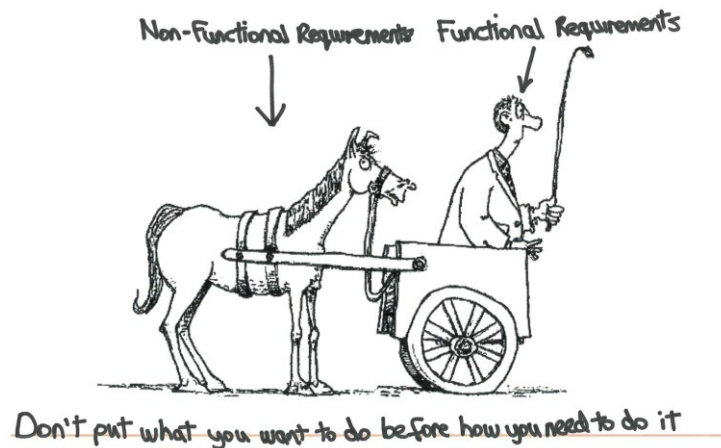 Non-Functional Requirements
Functional Requirements
Don't put what you want to do before how you need to do it